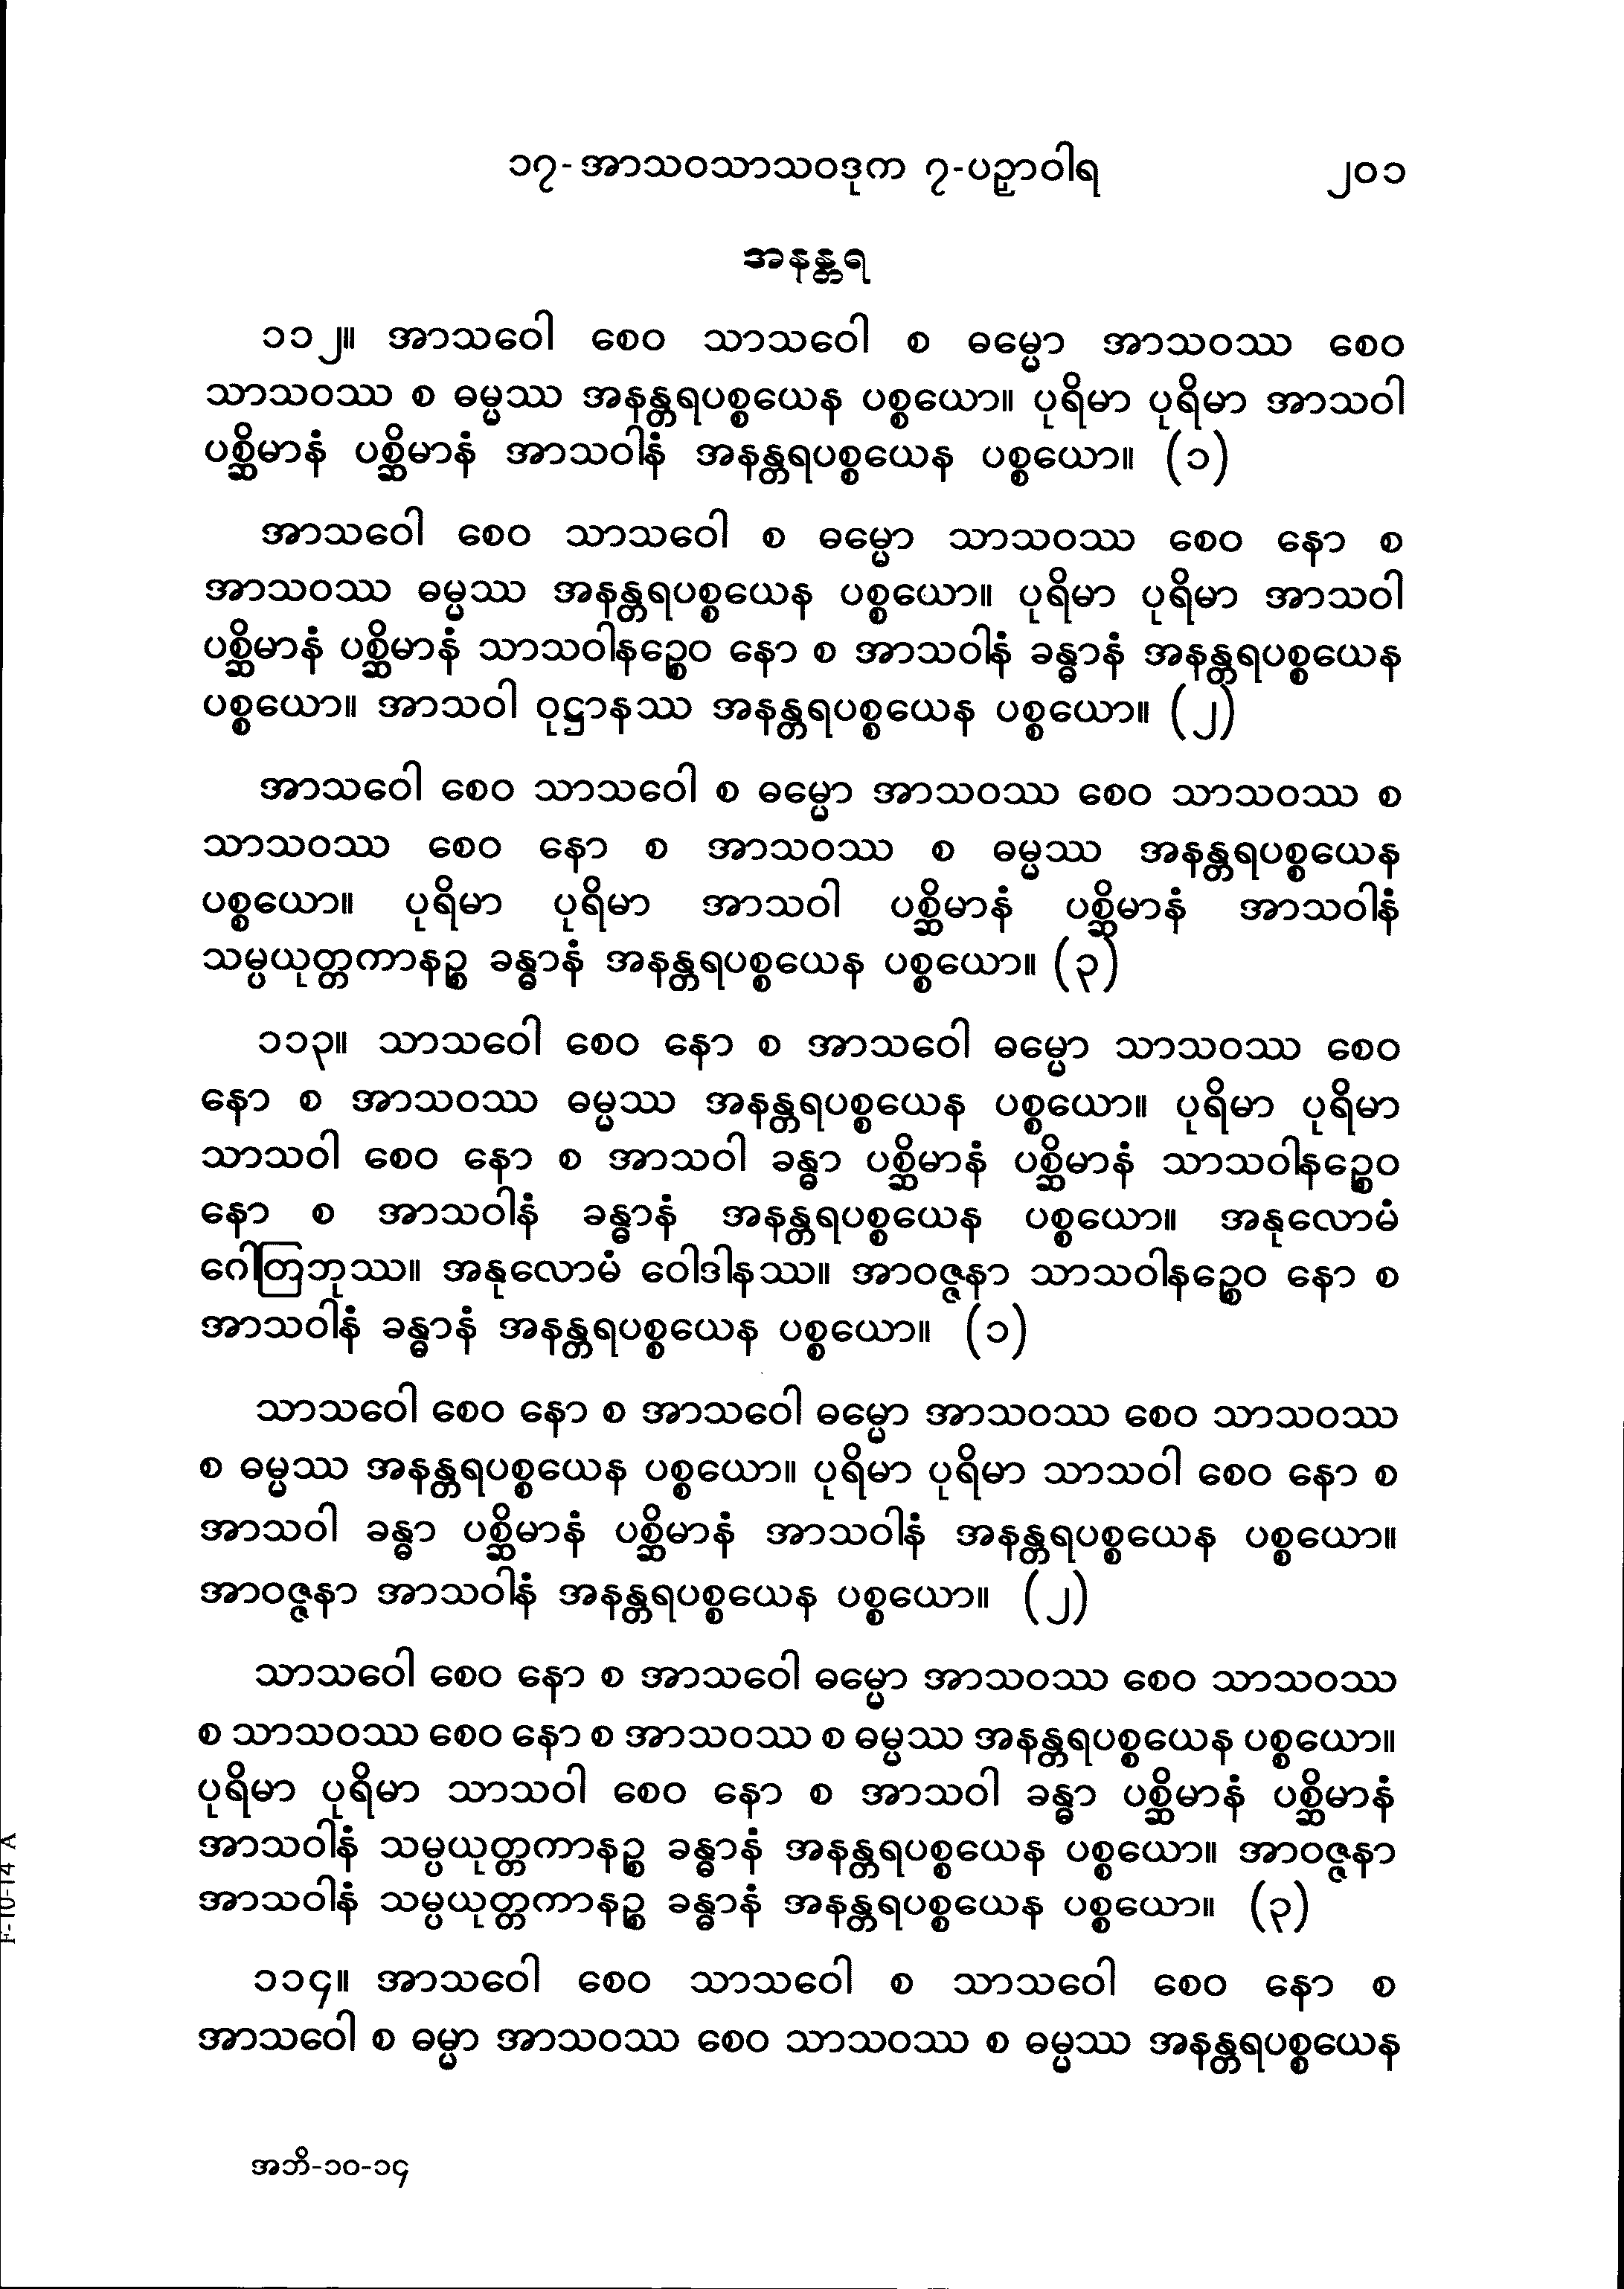 ၁၇-အာသဝသာသဝဒုက ၇-ပဉှာဝါရ ၂၀၁
အနန္တရ
၁၁၂။ အာသဝေါ စေဝ သာသဝေါ စ ဓမ္မော အာသဝဿ စေဝ
သာသဝဿ စ ဓမ္မဿ အနန္တရပစ္စယေန ပစ္စယော။ ပုရိမာ ပုရိမာ အာသဝါ
ပစ္ဆိမာနံ ပစ္ဆိမာနံ အာသဝါနံ အနန္တရပစ္စယေန ပစ္စယော။ (၁)
အာသဝေါ စေဝ သာသဝေါ စ ဓမ္မော သာသဝဿ စေဝ နော စ
အာသဝဿ ဓမ္မဿ အနန္တရပစ္စယေန ပစ္စယော။ ပုရိမာ ပုရိမာ အာသဝါ
ပစ္ဆိမာနံ ပစ္ဆိမာနံ သာသဝါနဉ္စေဝ နော စ အာသဝါနံ ခန္ဓာနံ အနန္တရပစ္စယေန
ပစ္စယော။ အာသဝါ ဝုဋ္ဌာနဿ အနန္တရပစ္စယေန ပစ္စယော။ (၂)
အာသဝေါ စေဝ သာသဝေါ စ ဓမ္မော အာသဝဿ စေဝ သာသဝဿ စ
သာသဝဿ စေဝ နော စ အာသဝဿ စ ဓမ္မဿ အနန္တရပစ္စယေန
ပစ္စယော။ ပုရိမာ ပုရိမာ အာသဝါ ပစ္ဆိမာနံ ပစ္ဆိမာနံ အာသဝါနံ
သမ္ပယုတ္တကာနဉ္စ ခန္ဓာနံ အနန္တရပစ္စယေန ပစ္စယော။ (၃)
၁၁၃။ သာသဝေါ စေဝ နော စ အာသဝေါ ဓမ္မော သာသဝဿ စေဝ
နော စ အာသဝဿ ဓမ္မဿ အနန္တရပစ္စယေန ပစ္စယော။ ပုရိမာ ပုရိမာ
သာသဝါ စေဝ နော စ အာသဝါ ခန္ဓာ ပစ္ဆိမာနံ ပစ္ဆိမာနံ သာသဝါနဉ္စေဝ
နော စ အာသဝါနံ ခန္ဓာနံ အနန္တရပစ္စယေန ပစ္စယော။ အနုလောမံ
ဂေါတြဘုဿ။ အနုလောမံ ဝေါဒါနဿ။ အာဝဇ္ဇနာ သာသဝါနဉ္စေဝ နော စ
အာသဝါနံ ခန္ဓာနံ အနန္တရပစ္စယေန ပစ္စယော။ (၁)
သာသဝေါ စေဝ နော စ အာသဝေါ ဓမ္မော အာသဝဿ စေဝ သာသဝဿ
စ ဓမ္မဿ အနန္တရပစ္စယေန ပစ္စယော။ ပုရိမာ ပုရိမာ သာသဝါ စေဝ နော စ
အာသဝါ ခန္ဓာ ပစ္ဆိမာနံ ပစ္ဆိမာနံ အာသဝါနံ အနန္တရပစ္စယေန ပစ္စယော။
အာဝဇ္ဇနာ အာသဝါနံ အနန္တရပစ္စယေန ပစ္စယော။ (၂)
သာသဝေါ စေဝ နော စ အာသဝေါ ဓမ္မော အာသဝဿ စေဝ သာသဝဿ
စ သာသဝဿ စေဝ နော စ အာသဝဿ စ ဓမ္မဿ အနန္တရပစ္စယေန ပစ္စယော။
ပုရိမာ ပုရိမာ သာသဝါ စေဝ နော စ အာသဝါ ခန္ဓာ ပစ္ဆိမာနံ ပစ္ဆိမာနံ
အာသဝါနံ သမ္ပယုတ္တကာနဉ္စ ခန္ဓာနံ အနန္တရပစ္စယေန ပစ္စယော။ အာဝဇ္ဇနာ
အာသဝါနံ သမ္ပယုတ္တကာနဉ္စ ခန္ဓာနံ အနန္တရပစ္စယေန ပစ္စယော။ (၃)
၁၁၄။ အာသဝေါ စေဝ သာသဝေါ စ သာသဝေါ စေဝ နော စ
အာသဝေါ စ ဓမ္မာ အာသဝဿ စေဝ သာသဝဿ စ ဓမ္မဿ အနန္တရပစ္စယေန
အဘိ-၁၀-၁၄
F-10-14 A